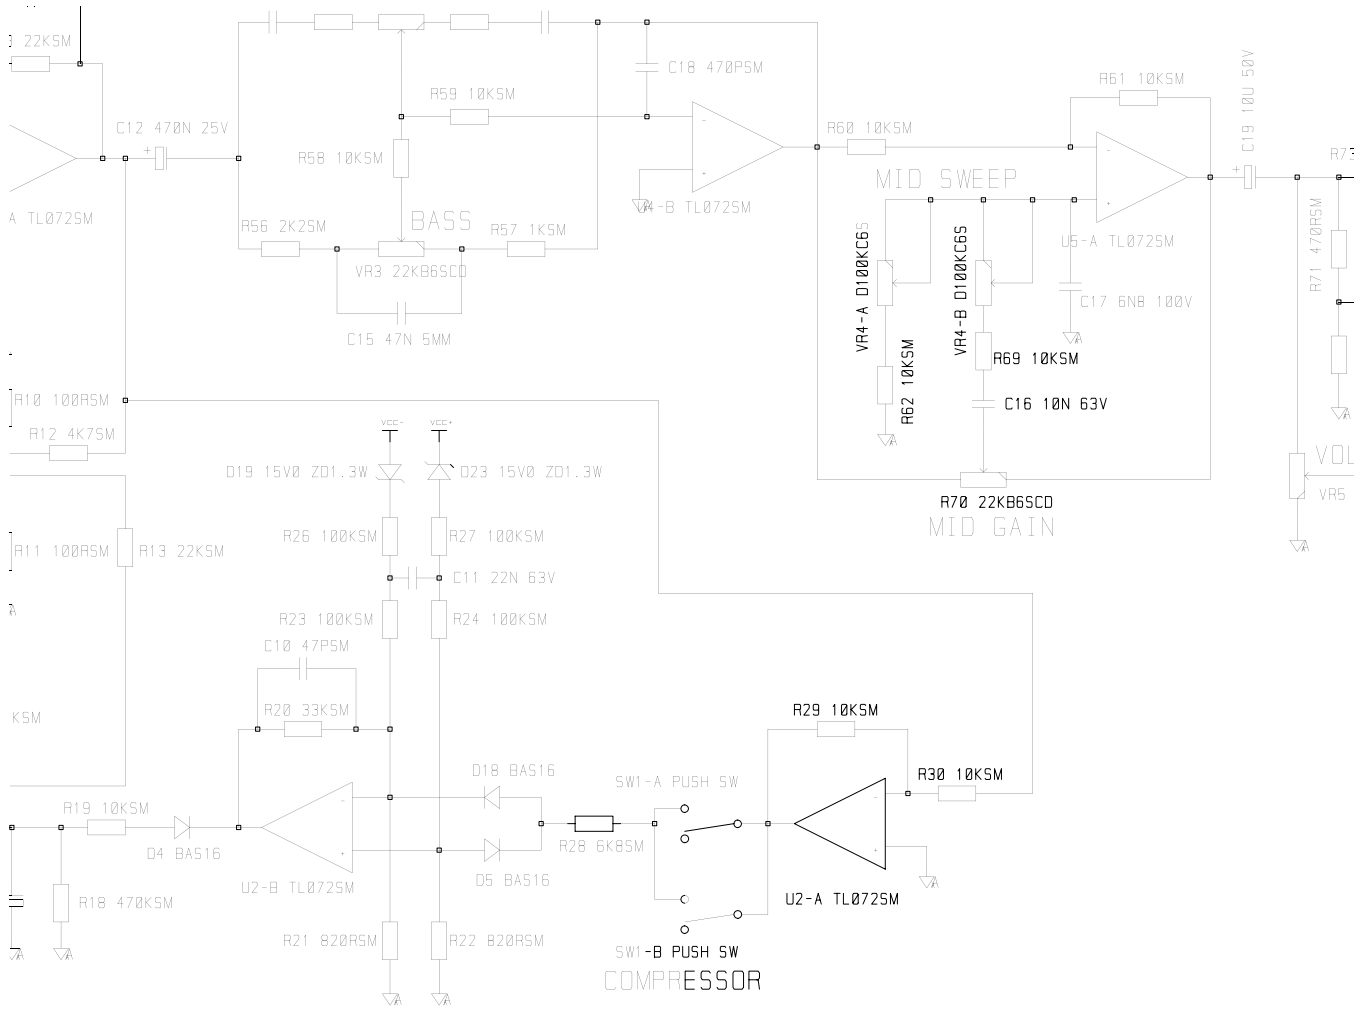 22KSM
C12 470N 25V
A TL072SM
C18 470PSM
R59 10KSM
R58 10KSM
BASS
R56 2K2SM
R57 1KSM
VR3 22KB6SCD
C15 47N 5MM
U4-B TL072SM
R60 10KSM
R61 10KSM
C19 10U 50V
MID SWEEP
U5-A TL072SM
VR4-A D100KC6S
VR4-B D100KC6S
C17 6N8 100V
R62 10KSM
R69 10KSM
C16 10N 63V
R70 22KB6SCD
MID GAIN
R73
R71 470RSM
VOL
VR5
R10 100RSM
R12 4K7SM
R11 100RSM
R13 22KSM
KSM
VCC-
VCC+
D19 15V0 ZD1.3W
D23 15V0 ZD1.3W
R26 100KSM
R27 100KSM
C11 22N 63V
R23 100KSM
R24 100KSM
C10 47PSM
R20 33KSM
R19 10KSM
D4 BAS16
R18 470KSM
U2-B TL072SM
D18 BAS16
D5 BAS16
R21 820RSM
R22 820RSM
R28 6K8SM
SW1-A PUSH SW
SW1-B PUSH SW
COMPRESSOR
R29 10KSM
R30 10KSM
U2-A TL072SM